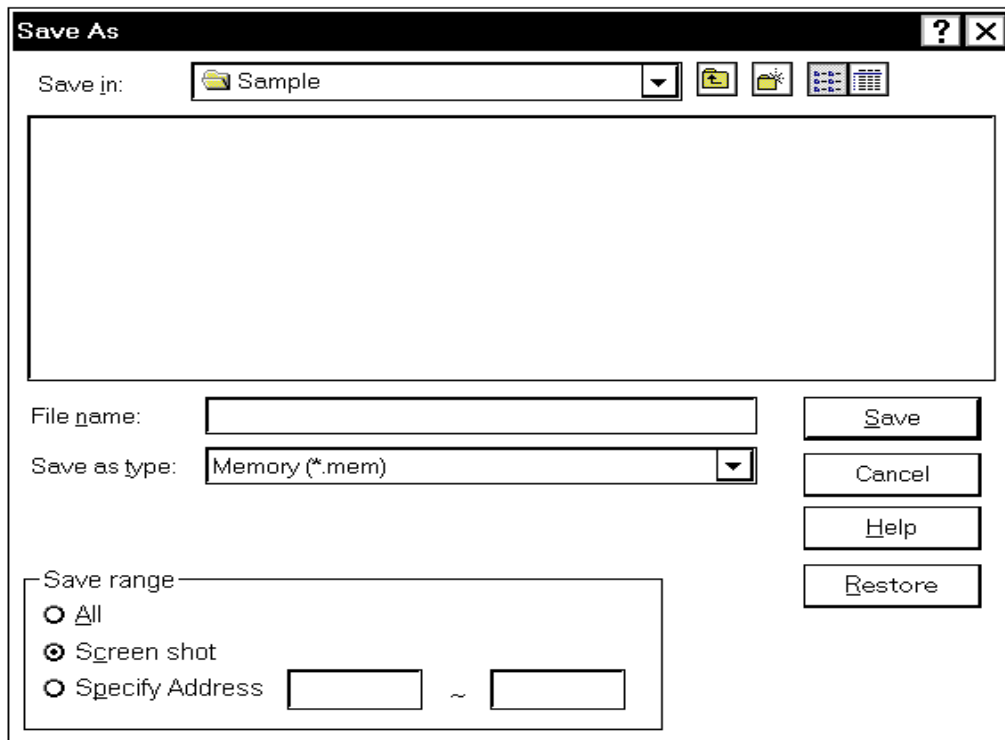 Save As
Save in: Sample
File name:
Save
Save as type: Memory (*.mem)
Cancel
Help
Save range
Restore
All
Screen shot
Specify Address ~